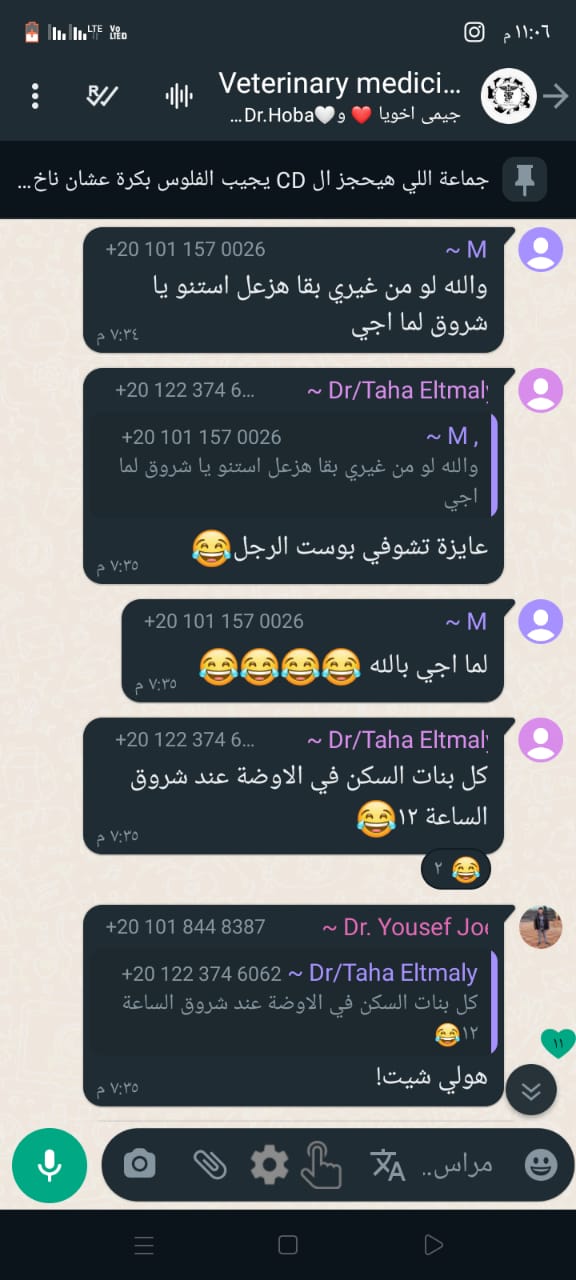 ١١:٠٦ م
LTE Vo LTED
Veterinary medici...
جيمى اخويا ❤️ و🤍Dr.Hoba...
جماعة اللي هيحجز ال CD يجيب الفلوس بكرة عشان ناخ...
~ M +20 101 157 0026
والله لو من غيري بقا هزعل استنو يا
شروق لما اجي
٧:٣٤ م
~ Dr/Taha Eltmaly +20 122 374 6...
~ M , +20 101 157 0026
والله لو من غيري بقا هزعل استنو يا شروق لما
اجي
عايزة تشوفي بوست الرجل😂
٧:٣٥ م
~ M +20 101 157 0026
لما اجي بالله 😂😂😂😂
٧:٣٥ م
~ Dr/Taha Eltmaly +20 122 374 6...
كل بنات السكن في الاوضة عند شروق
الساعة ١٢😂
٧:٣٥ م
😂 ٢
~ Dr. Yousef Joe +20 101 844 8387
+20 122 374 6062 ~ Dr/Taha Eltmaly
كل بنات السكن في الاوضة عند شروق الساعة
١٢😂
هولي شيت!
٧:٣٥ م
١١
مراس..